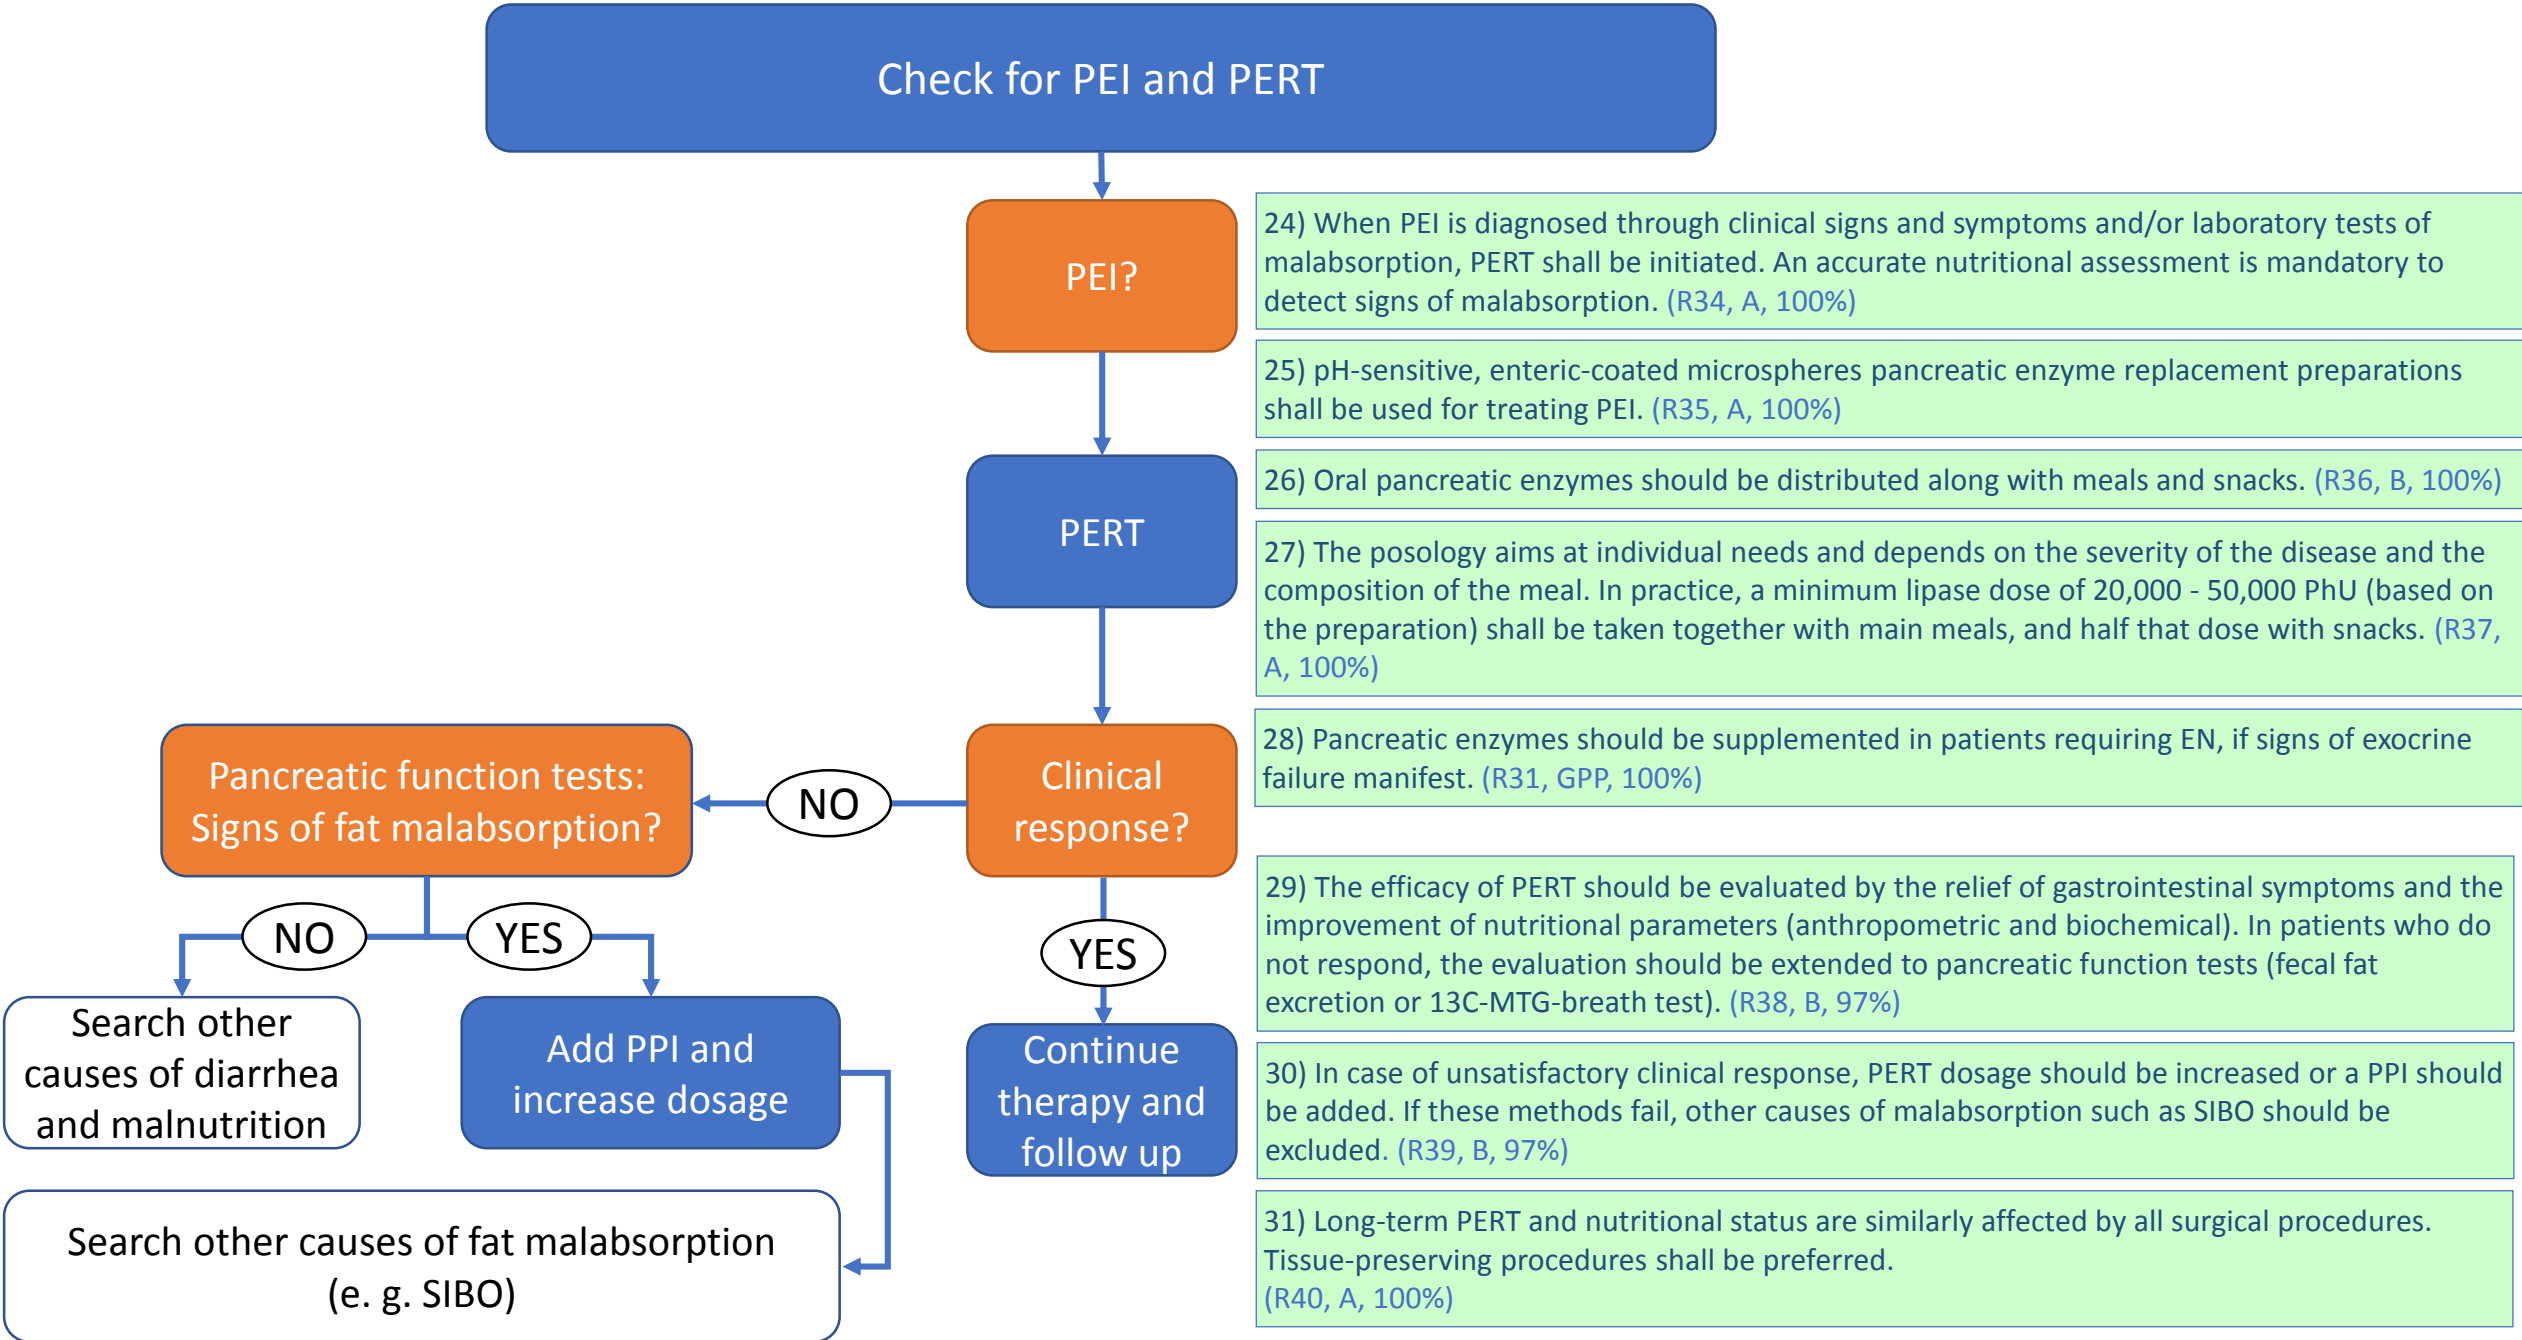 Check for PEI and PERT
PEI?
24) When PEI is diagnosed through clinical signs and symptoms and/or laboratory tests of
malabsorption, PERT shall be initiated. An accurate nutritional assessment is mandatory to
detect signs of malabsorption. (R34, A, 100%)
25) pH-sensitive, enteric-coated microspheres pancreatic enzyme replacement preparations
shall be used for treating PEI. (R35, A, 100%)
PERT
26) Oral pancreatic enzymes should be distributed along with meals and snacks. (R36, B, 100%)
27) The posology aims at individual needs and depends on the severity of the disease and the
composition of the meal. In practice, a minimum lipase dose of 20,000 - 50,000 PhU (based on
the preparation) shall be taken together with main meals, and half that dose with snacks. (R37,
A, 100%)
28) Pancreatic enzymes should be supplemented in patients requiring EN, if signs of exocrine
failure manifest. (R31, GPP, 100%)
Clinical
response?
NO
Pancreatic function tests:
Signs of fat malabsorption?
NO
YES
YES
29) The efficacy of PERT should be evaluated by the relief of gastrointestinal symptoms and the
improvement of nutritional parameters (anthropometric and biochemical). In patients who do
not respond, the evaluation should be extended to pancreatic function tests (fecal fat
excretion or 13C-MTG-breath test). (R38, B, 97%)
Search other
causes of diarrhea
and malnutrition
Add PPI and
increase dosage
Continue
therapy and
follow up
30) In case of unsatisfactory clinical response, PERT dosage should be increased or a PPI should
be added. If these methods fail, other causes of malabsorption such as SIBO should be
excluded. (R39, B, 97%)
Search other causes of fat malabsorption
(e. g. SIBO)
31) Long-term PERT and nutritional status are similarly affected by all surgical procedures.
Tissue-preserving procedures shall be preferred.
(R40, A, 100%)